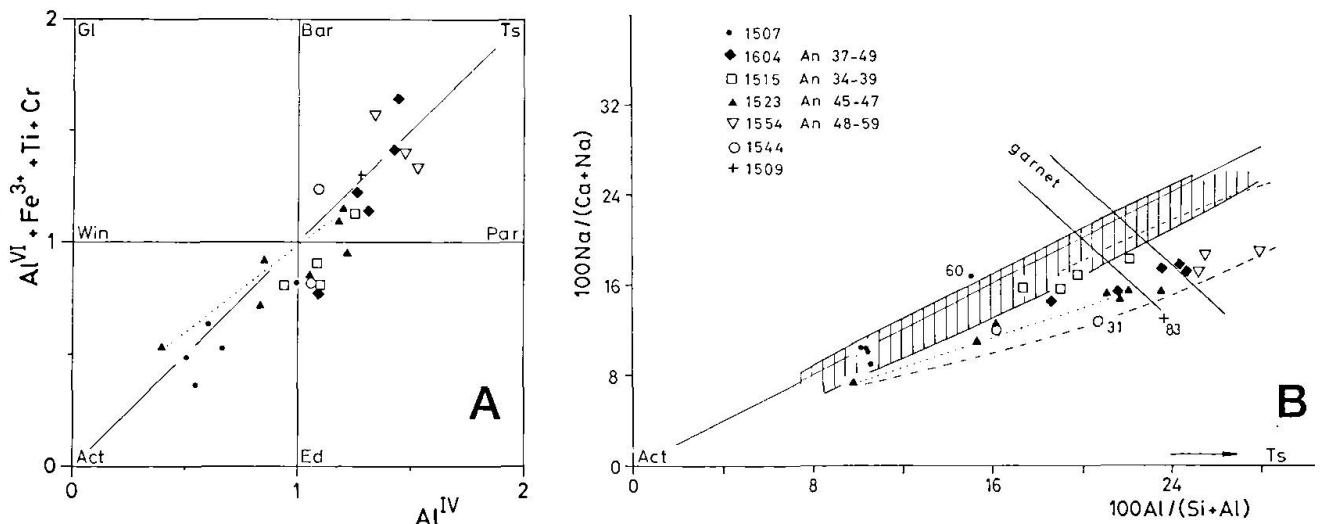 2
Gl
Bar
Ts
Al^VI + Fe^3+ + Ti + Cr
1
Win
Par
A
0
Act
Ed
0
1
2
Al^IV
100Na/(Ca+Na)
32
24
16
8
0
1507
1604 An 37-49
1515 An 34-39
1523 An 45-47
1554 An 48-59
1544
1509
garnet
60
31
83
B
Act
Ts
0
8
16
24
100Al/(Si+Al)